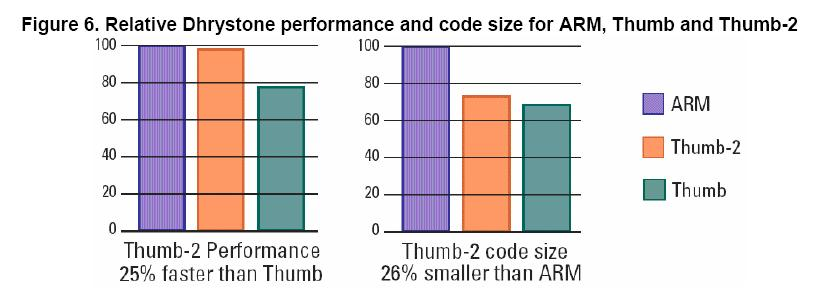 Figure 6. Relative Dhrystone performance and code size for ARM, Thumb and Thumb-2
100
80
60
40
20
0
Thumb-2 Performance
25% faster than Thumb
100
80
60
40
20
0
Thumb-2 code size
26% smaller than ARM
ARM
Thumb-2
Thumb